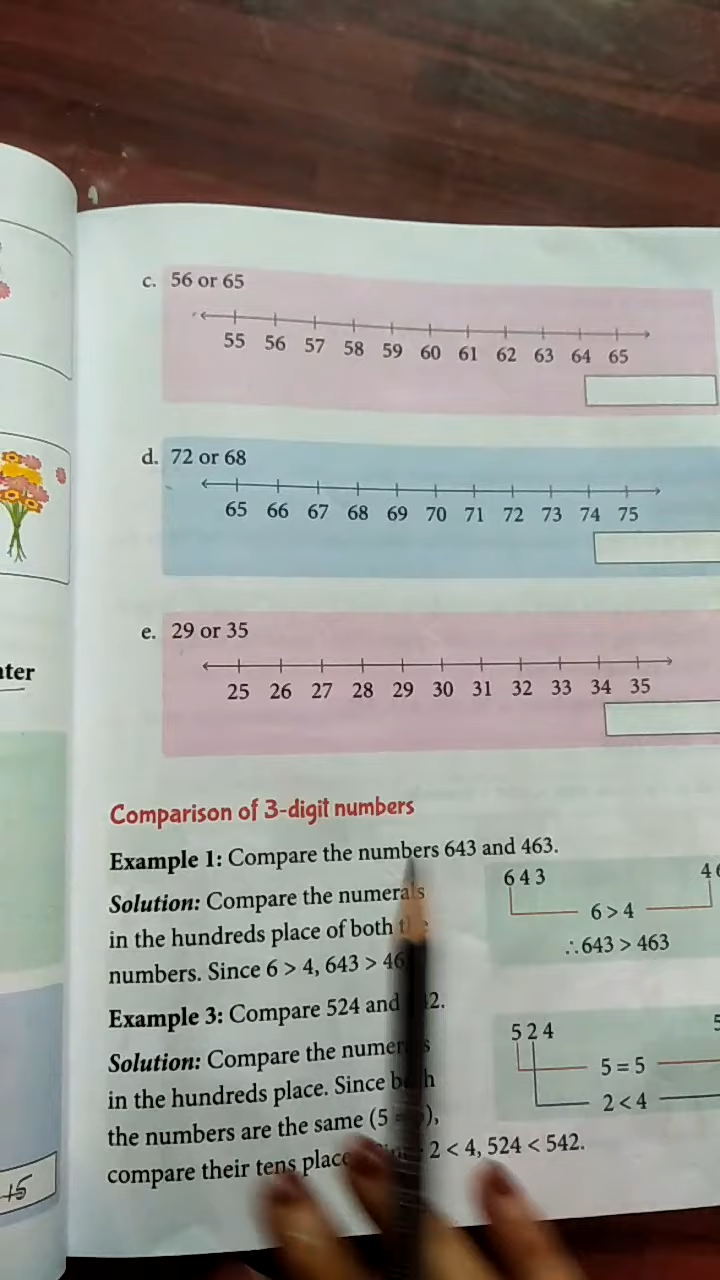 c. 56 or 65
55 56 57 58 59 60 61 62 63 64 65
d. 72 or 68
65 66 67 68 69 70 71 72 73 74 75
e. 29 or 35
25 26 27 28 29 30 31 32 33 34 35
Comparison of 3-digit numbers
Example 1: Compare the numbers 643 and 463.
Solution: Compare the numerals
in the hundreds place of both
numbers. Since 6 > 4, 643 > 46
643
6 > 4
∴643 > 463
Example 3: Compare 524 and
Solution: Compare the
in the hundreds place. Since
the numbers are the same (5
compare their tens place 2 < 4, 524 < 542.
524
5 = 5
2 < 4